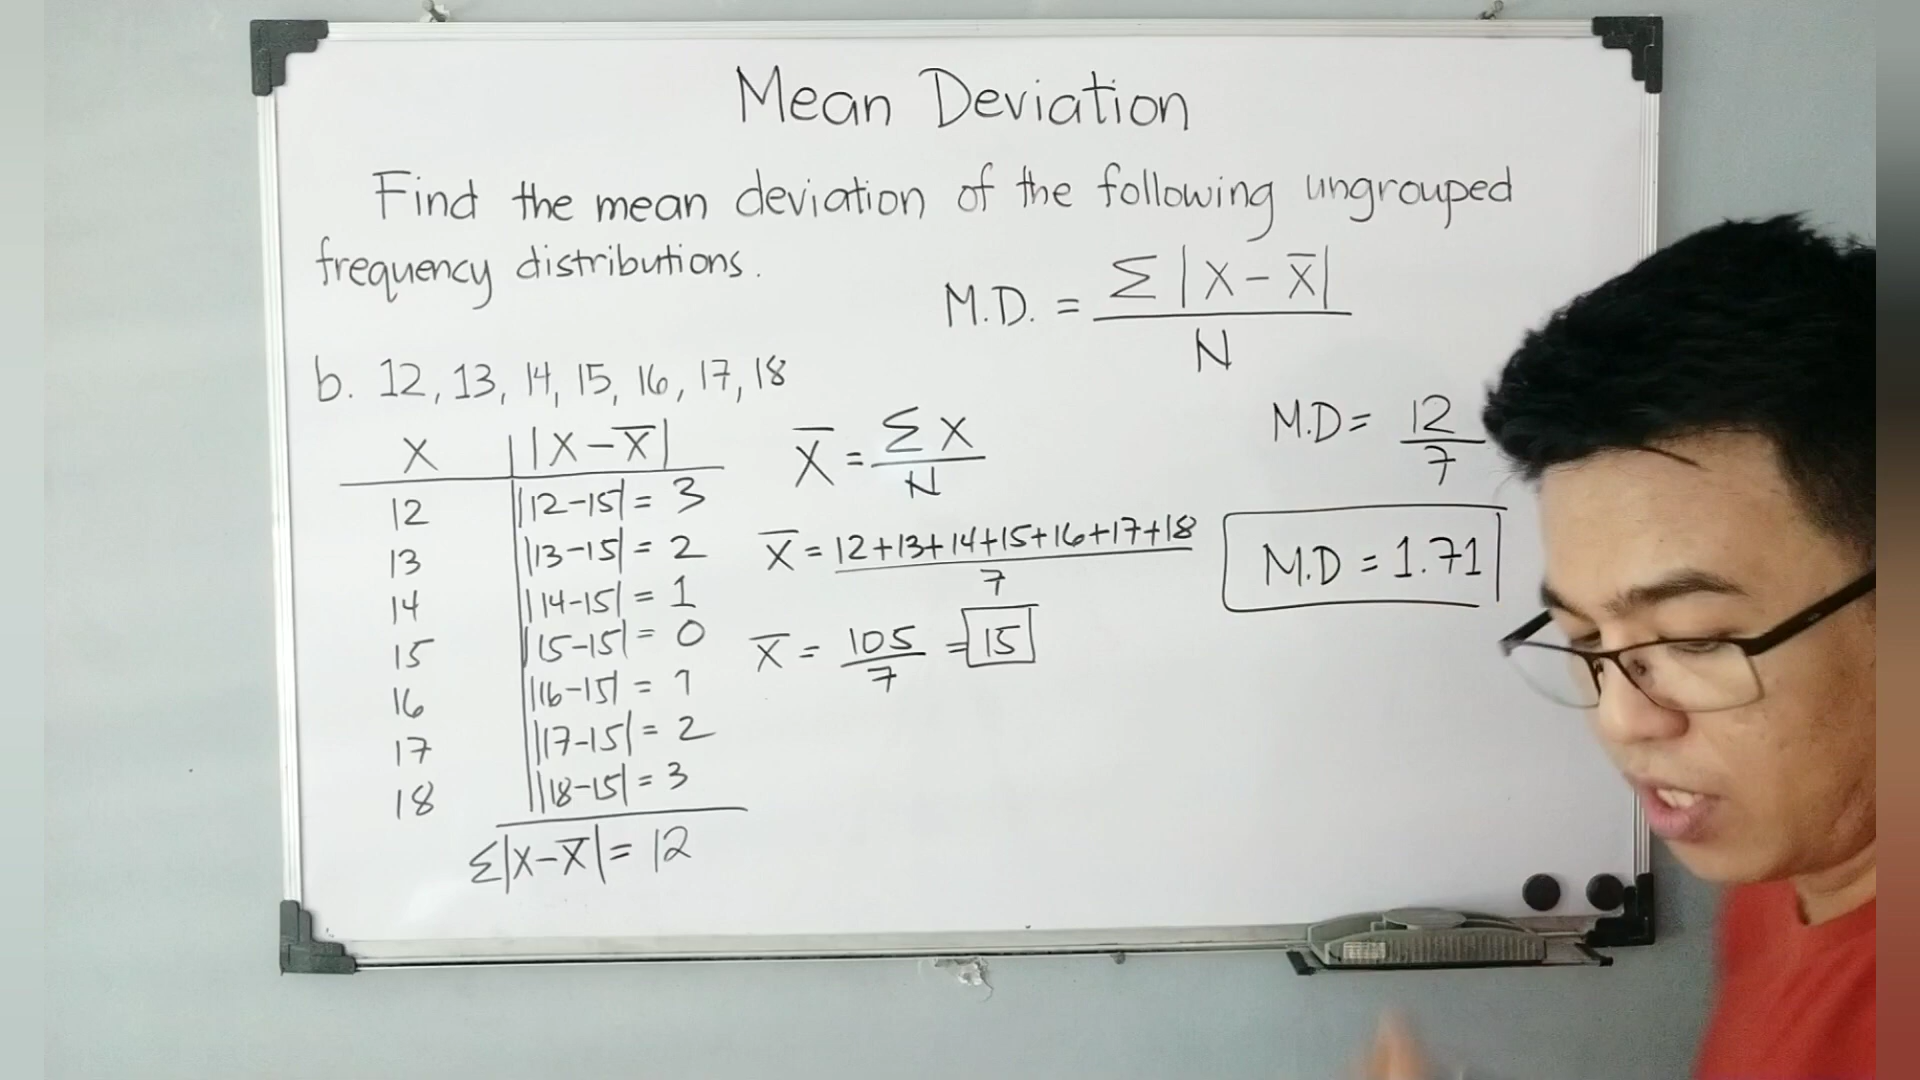 Mean Deviation
Find the mean deviation of the following ungrouped
frequency distributions.
M.D. = Σ|X-X̅| / N
b. 12, 13, 14, 15, 16, 17, 18
X |X-X̅|
12 |12-15| = 3
13 |13-15| = 2
14 |14-15| = 1
15 |15-15| = 0
16 |16-15| = 1
17 |17-15| = 2
18 |18-15| = 3
Σ|X-X̅| = 12
X̅ = ΣX / N
X̅ = 12+13+14+15+16+17+18 / 7
X̅ = 105 / 7 = 15
M.D = 12 / 7
M.D = 1.71